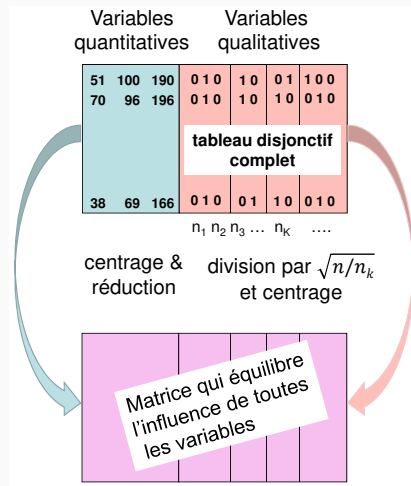 Variables quantitatives
Variables qualitatives
51 100 190 0 1 0 1 0 0 1 1 0 0
70 96 196 0 1 0 1 0 1 0 0 1 0
tableau disjonctif
complet
38 69 166 0 1 0 0 1 1 0 0 1 0
n₁ n₂ n₃ ... n_K ....
centrage &
réduction
division par √(n/n_k)
et centrage
Matrice qui équilibre
l'influence de toutes
les variables